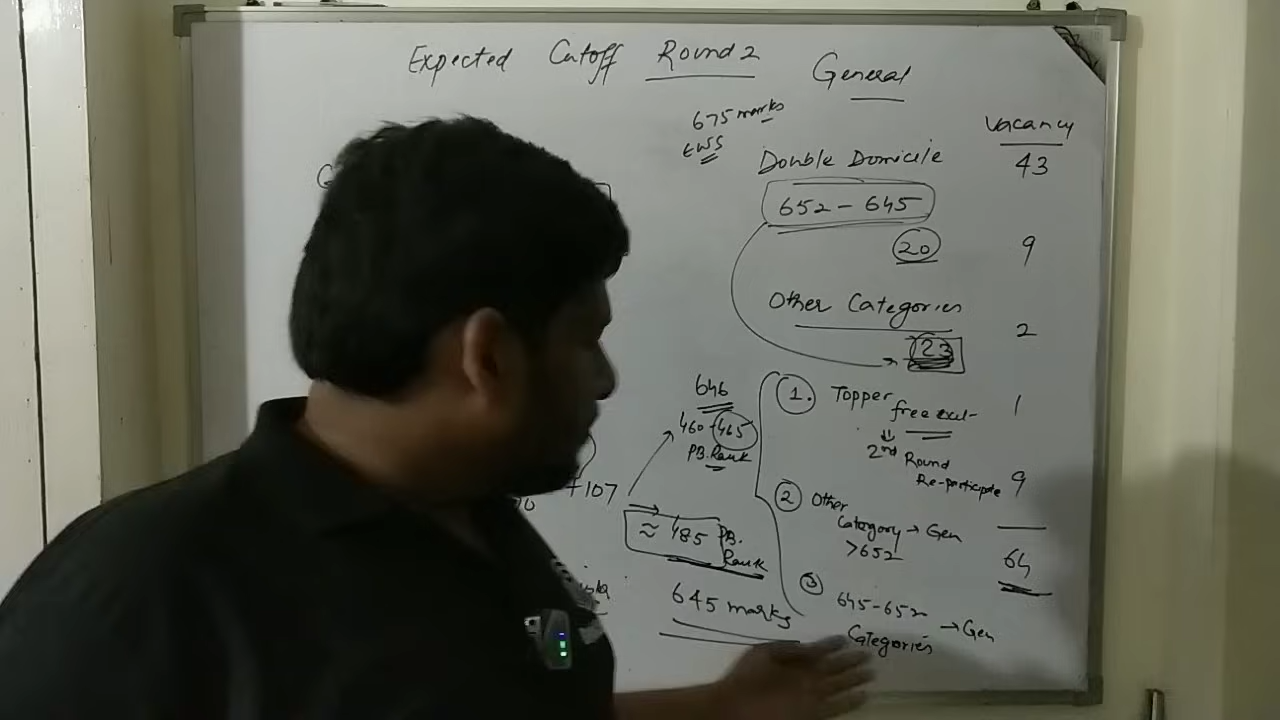 Expected Cutoff Round 2 General
675 marks
EWS
Vacancy
Double Domicile 43
652 - 645
20 9
Other Categories 2
23
646
460-465
PB. Rank
1. Topper free exit 1
2nd Round
Re-participate 9
+107
≈ 485 PB.
Rank
2 Other
Category → Gen
>652
64
645 marks
3 645-652
Categories → Gen